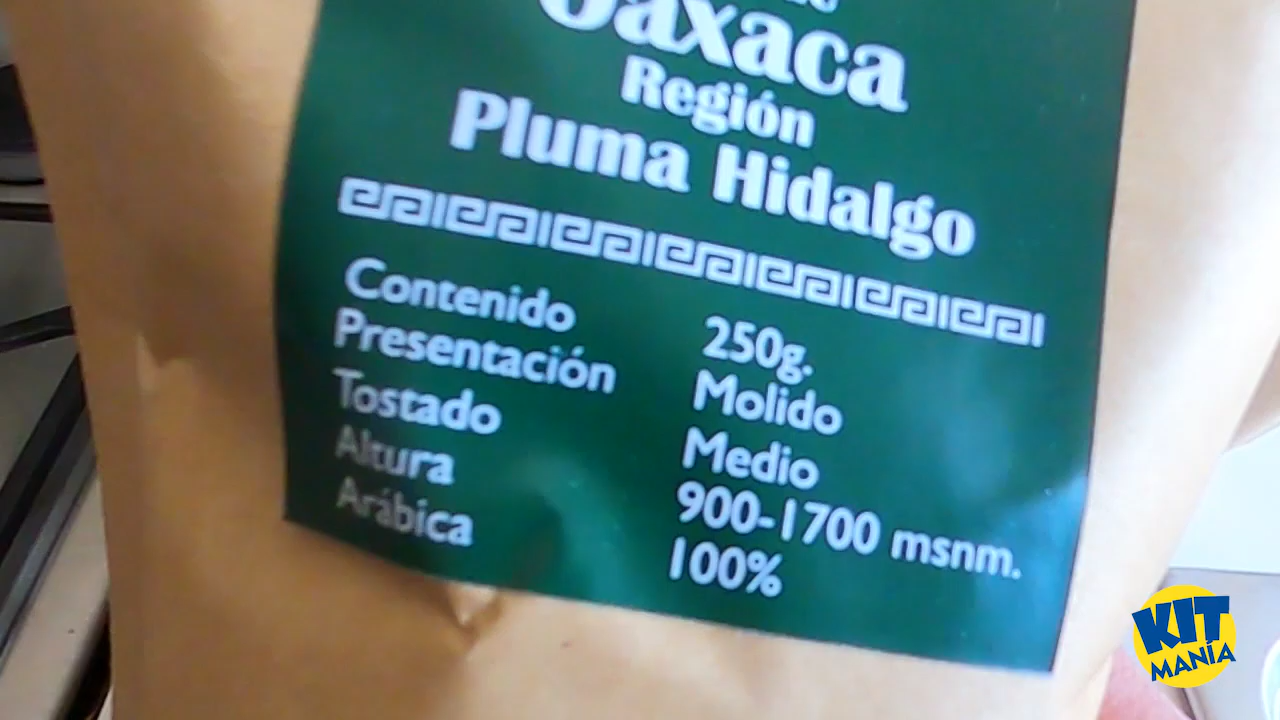 Oaxaca
Región
Pluma Hidalgo
Contenido 250g.
Presentación Molido
Tostado Medio
Altura 900-1700 msnm.
Arábica 100%
KIT
MANÍA